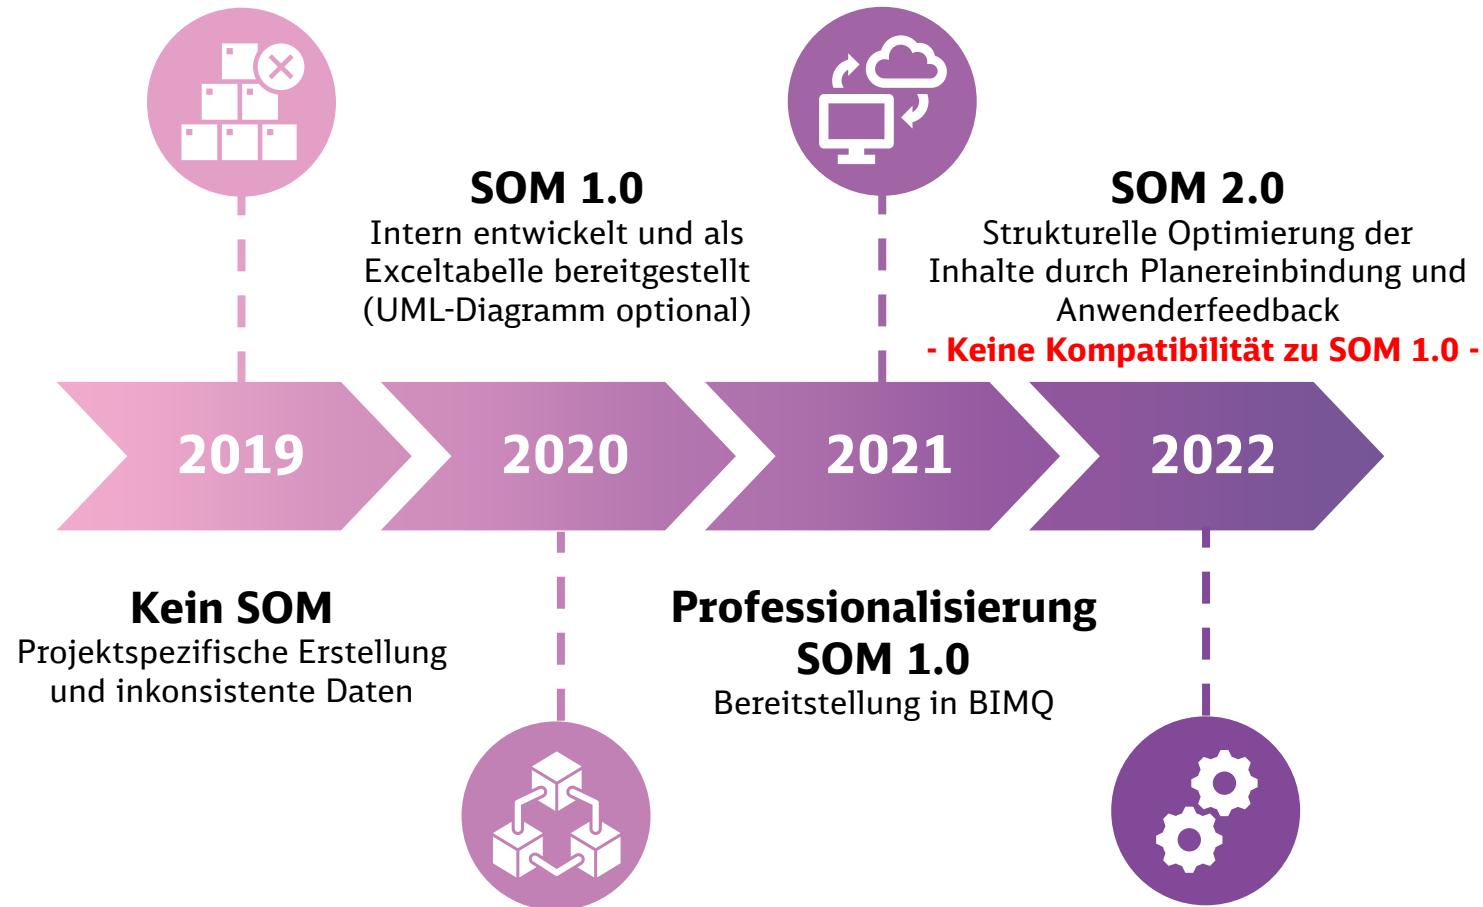 SOM 1.0
Intern entwickelt und als
Exceltabelle bereitgestellt
(UML-Diagramm optional)
SOM 2.0
Strukturelle Optimierung der
Inhalte durch Planereinbindung und
Anwenderfeedback
- Keine Kompatibilität zu SOM 1.0 -
2019
2020
2021
2022
Kein SOM
Projektspezifische Erstellung
und inkonsistente Daten
Professionalisierung
SOM 1.0
Bereitstellung in BIMQ